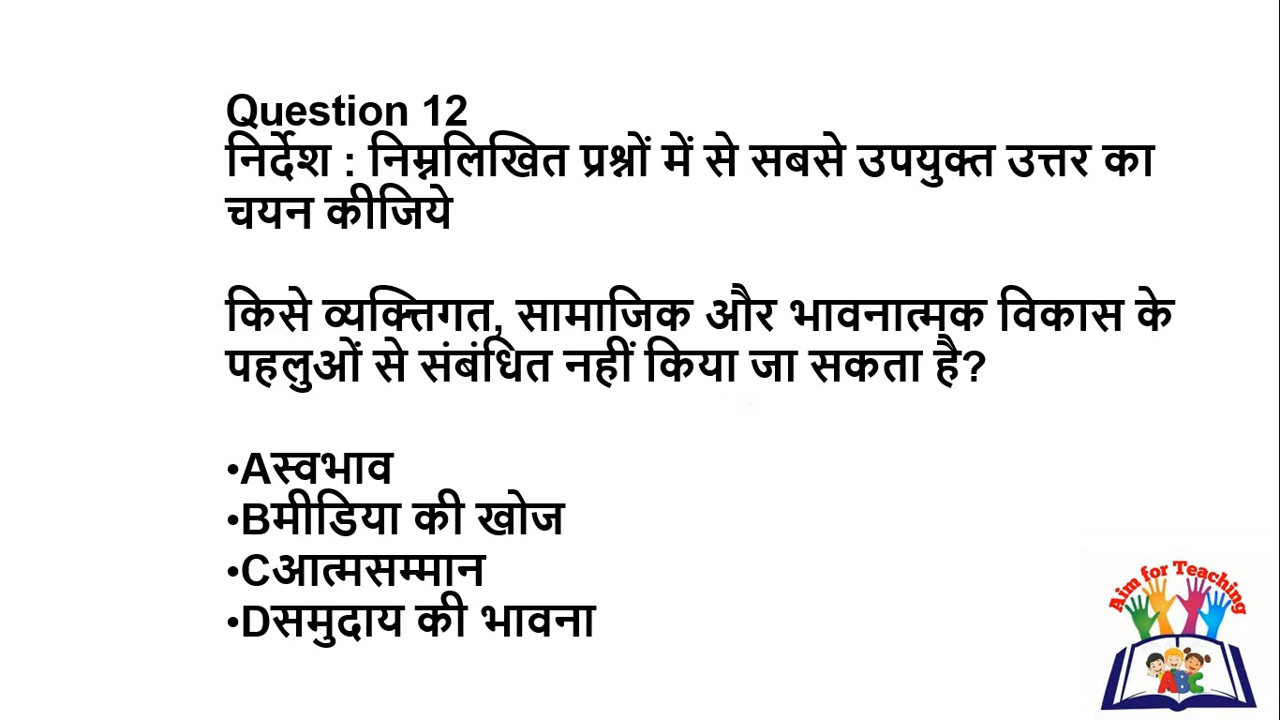 Question 12
निर्देश : निम्नलिखित प्रश्नों में से सबसे उपयुक्त उत्तर का
चयन कीजिये
किसे व्यक्तिगत, सामाजिक और भावनात्मक विकास के
पहलुओं से संबंधित नहीं किया जा सकता है?
•Aस्वभाव
•Bमीडिया की खोज
•Cआत्मसम्मान
•Dसमुदाय की भावना
Aim for Teaching
ABC